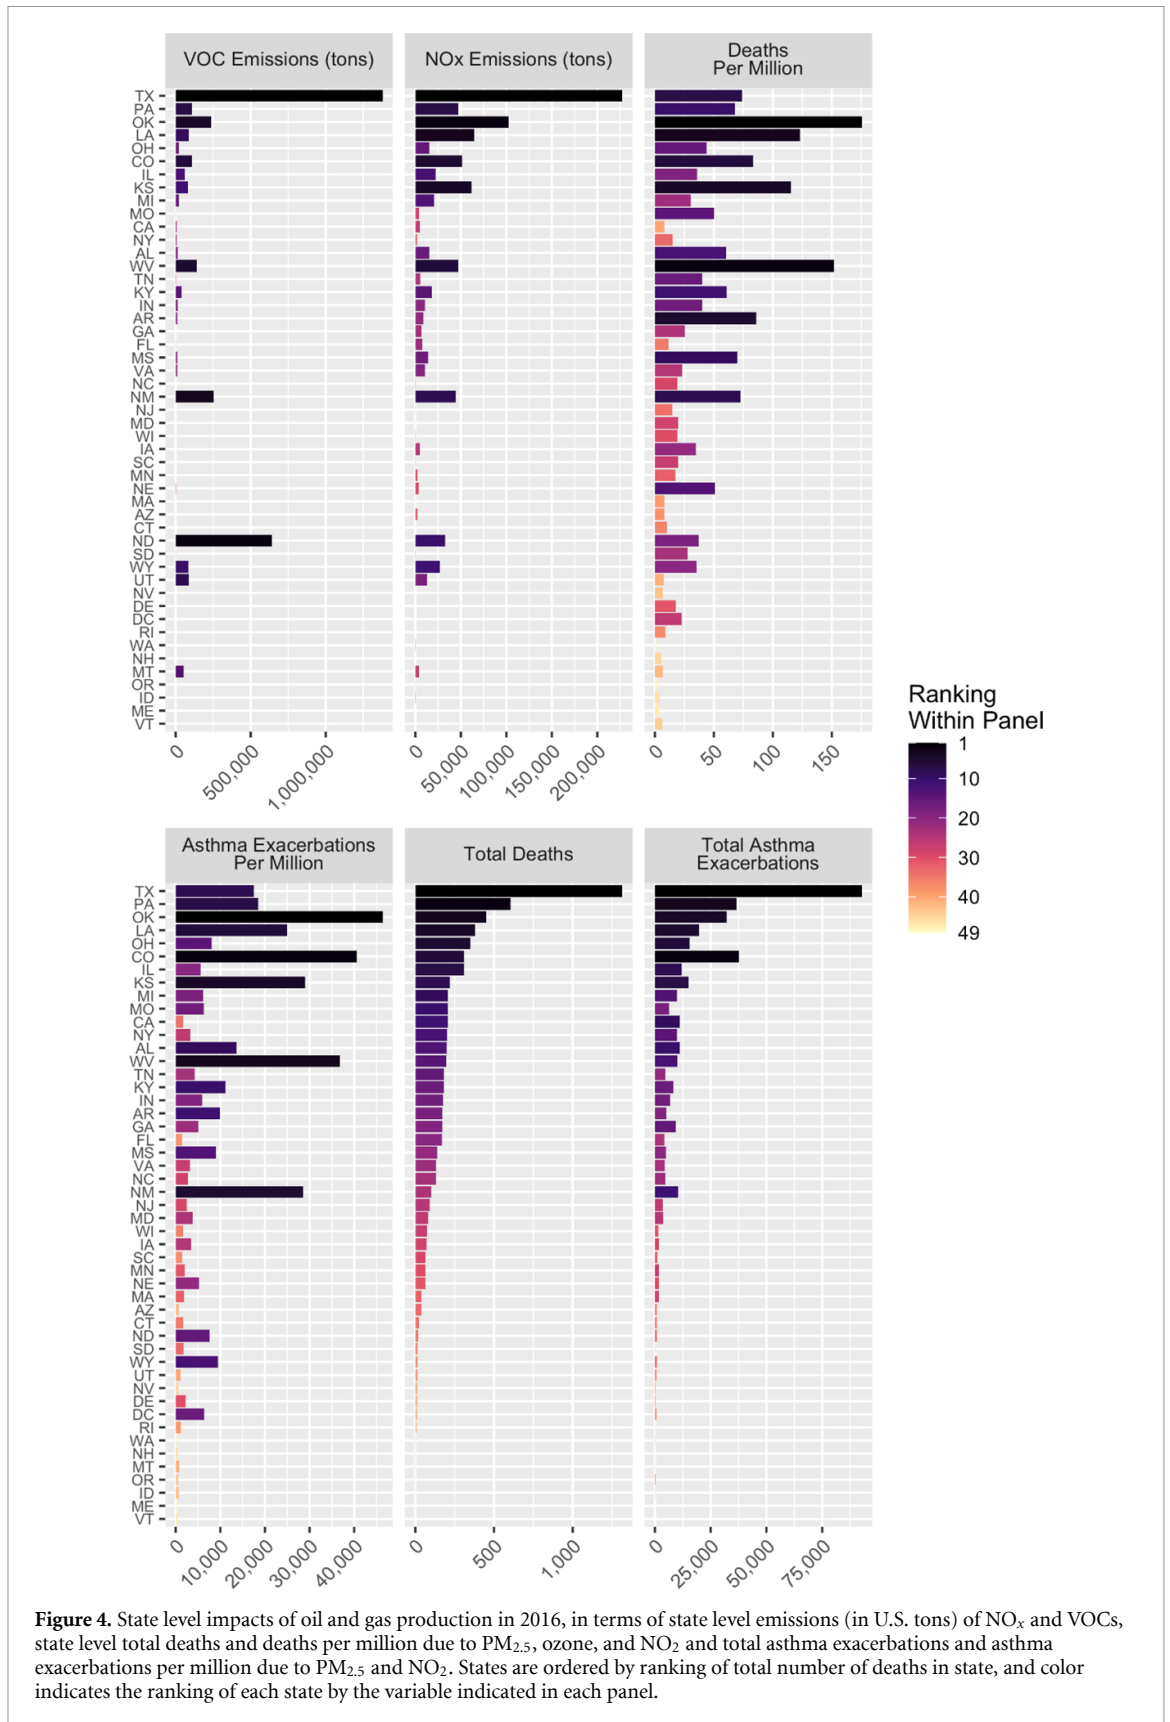 VOC Emissions (tons)
NOx Emissions (tons)
Deaths
Per Million
TX
PA
OK
LA
OH
CO
IL
KS
MI
MO
CA
NY
AL
WV
TN
KY
IN
AR
GA
FL
MS
VA
NC
NM
NJ
MD
WI
IA
SC
MN
NE
MA
AZ
CT
ND
SD
WY
UT
NV
DE
DC
RI
WA
NH
MT
OR
ID
ME
VT
0
500,000
1,000,000
0
50,000
100,000
150,000
200,000
0
50
100
150
Ranking
Within Panel
1
10
20
30
40
49
Asthma Exacerbations
Per Million
Total Deaths
Total Asthma
Exacerbations
TX
PA
OK
LA
OH
CO
IL
KS
MI
MO
CA
NY
AL
WV
TN
KY
IN
AR
GA
FL
MS
VA
NC
NM
NJ
MD
WI
IA
SC
MN
NE
MA
AZ
CT
ND
SD
WY
UT
NV
DE
DC
RI
WA
NH
MT
OR
ID
ME
VT
0
10,000
20,000
30,000
40,000
0
500
1,000
0
25,000
50,000
75,000
Figure 4. State level impacts of oil and gas production in 2016, in terms of state level emissions (in U.S. tons) of NOx and VOCs,
state level total deaths and deaths per million due to PM2.5, ozone, and NO2 and total asthma exacerbations and asthma
exacerbations per million due to PM2.5 and NO2. States are ordered by ranking of total number of deaths in state, and color
indicates the ranking of each state by the variable indicated in each panel.